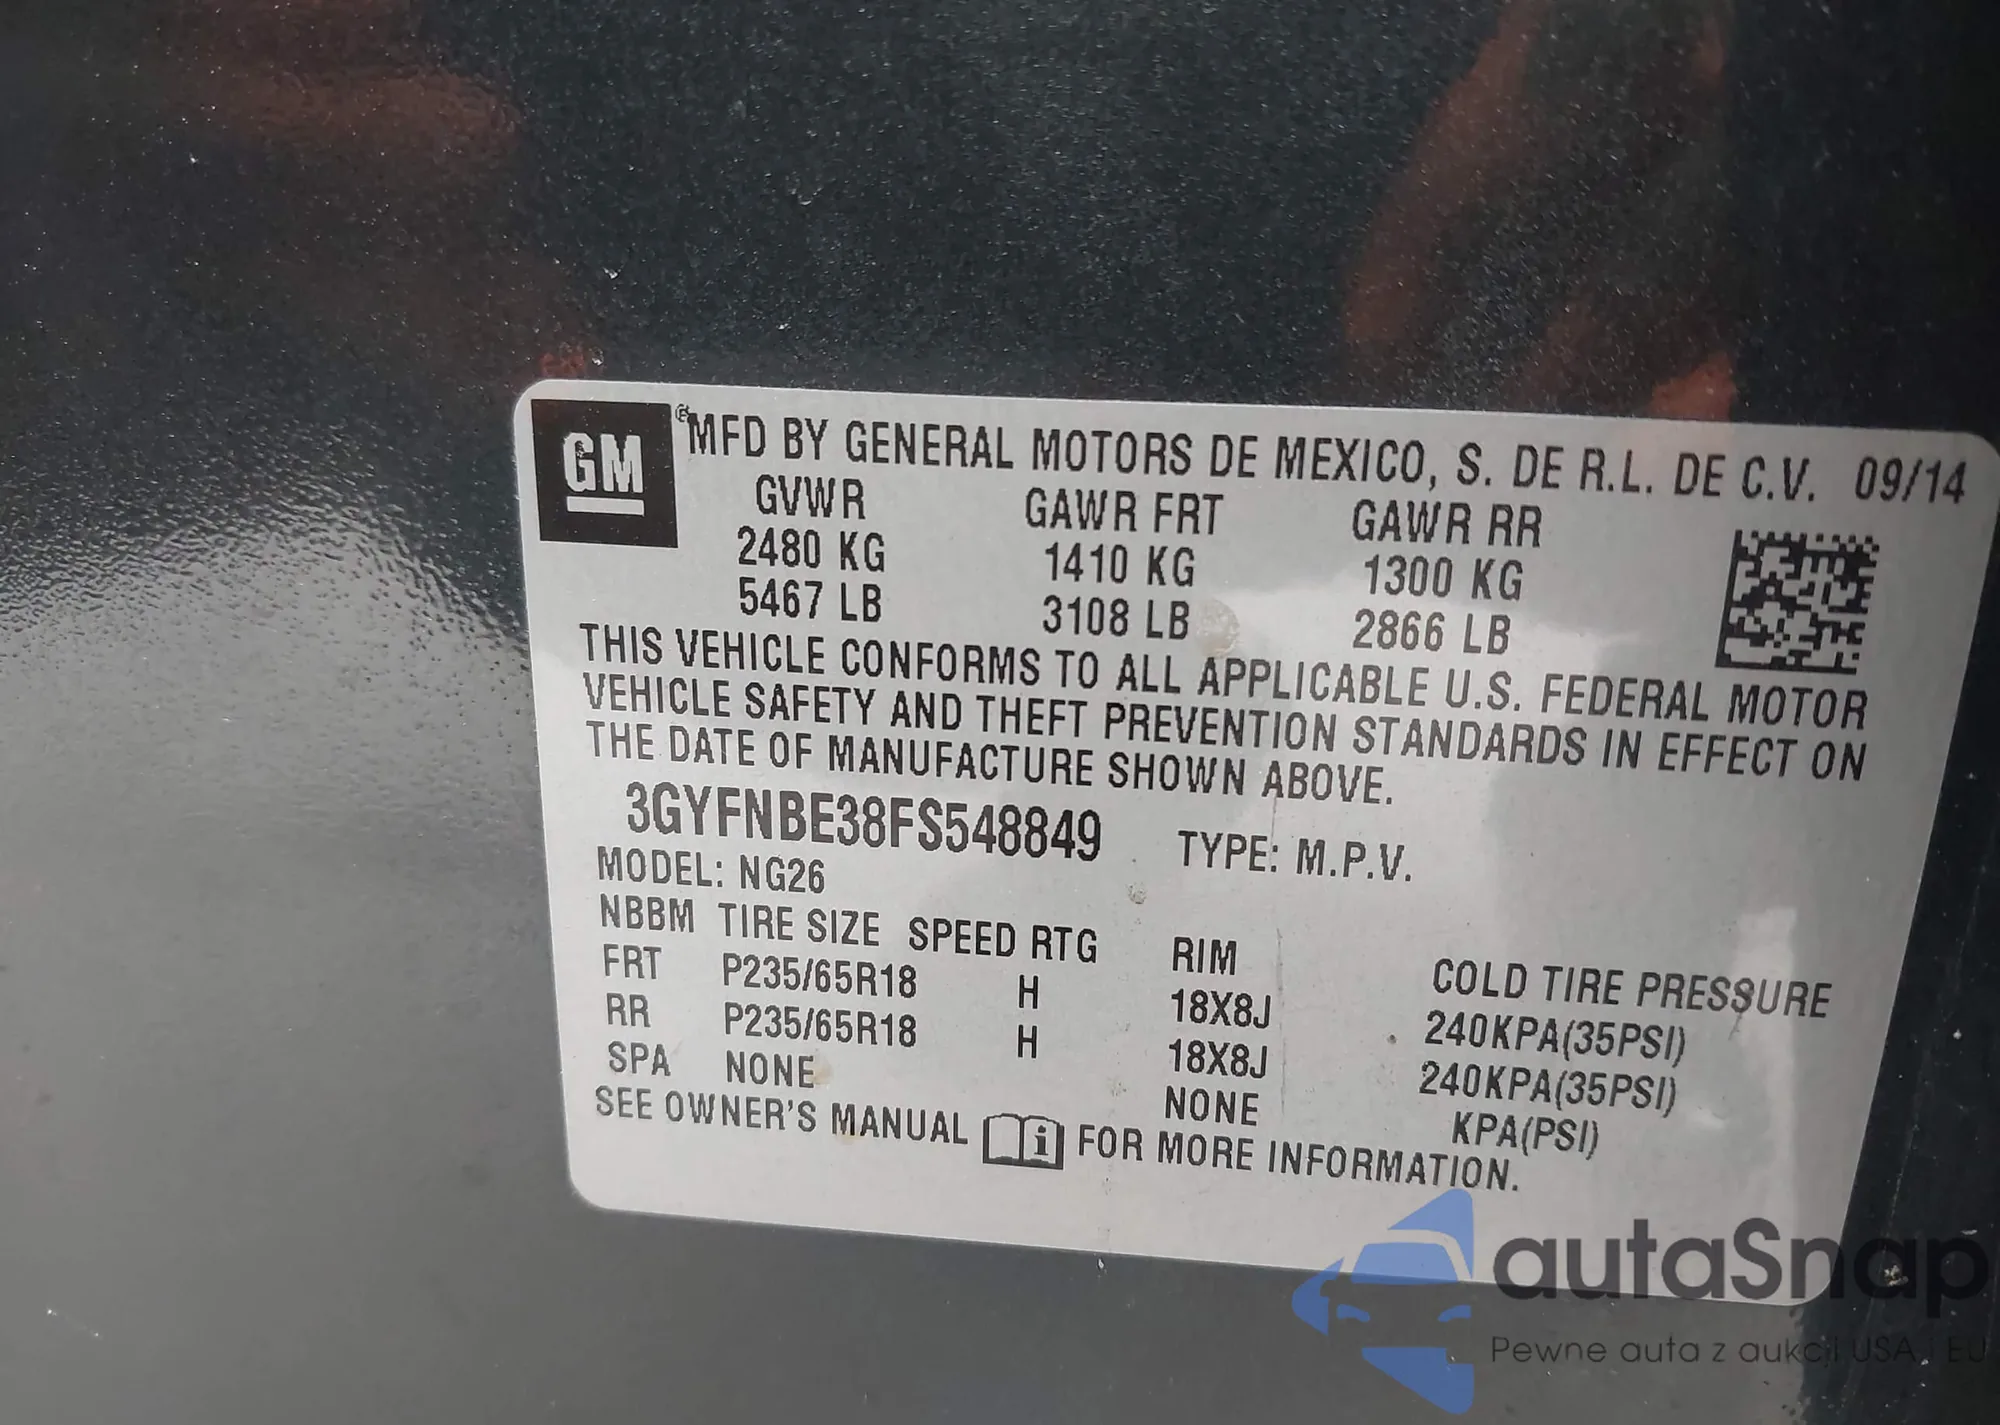 GM
MFD BY GENERAL MOTORS DE MEXICO, S. DE R.L. DE C.V. 09/14
GVWR GAWR FRT GAWR RR
2480 KG 1410 KG 1300 KG
5467 LB 3108 LB 2866 LB
THIS VEHICLE CONFORMS TO ALL APPLICABLE U.S. FEDERAL MOTOR
VEHICLE SAFETY AND THEFT PREVENTION STANDARDS IN EFFECT ON
THE DATE OF MANUFACTURE SHOWN ABOVE.
3GYFNBE38FS548849 TYPE: M.P.V.
MODEL: NG26
NBBM TIRE SIZE SPEED RTG RIM COLD TIRE PRESSURE
FRT P235/65R18 H 18X8J 240KPA(35PSI)
RR P235/65R18 H 18X8J 240KPA(35PSI)
SPA NONE NONE KPA(PSI)
SEE OWNER'S MANUAL i FOR MORE INFORMATION.
autaSnap
Pewne auta z aukcji USA i EU